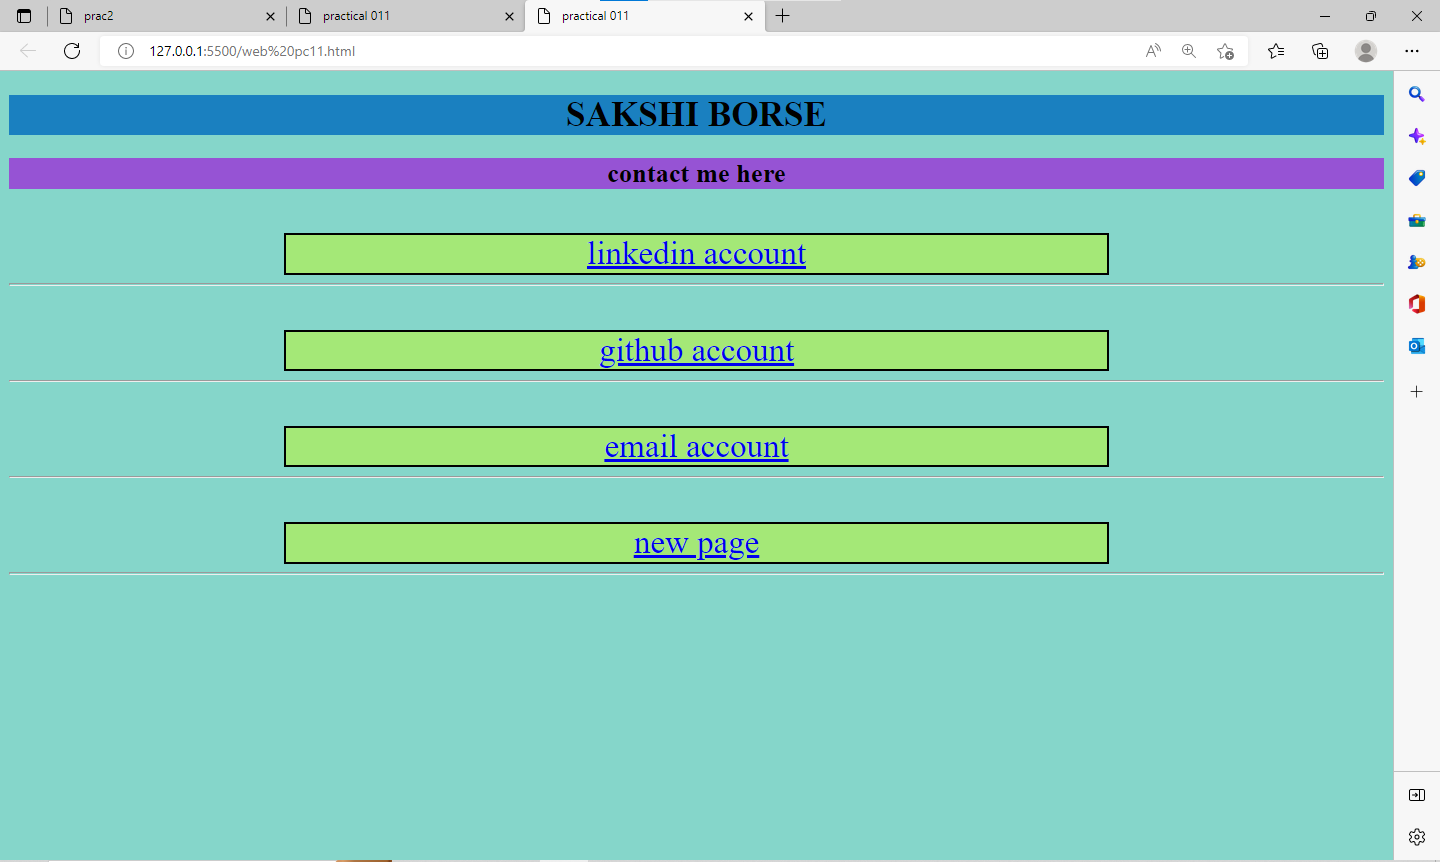 prac2
practical 011
practical 011
127.0.0.1:5500/web%20pc11.html
SAKSHI BORSE
contact me here
linkedin account
github account
email account
new page